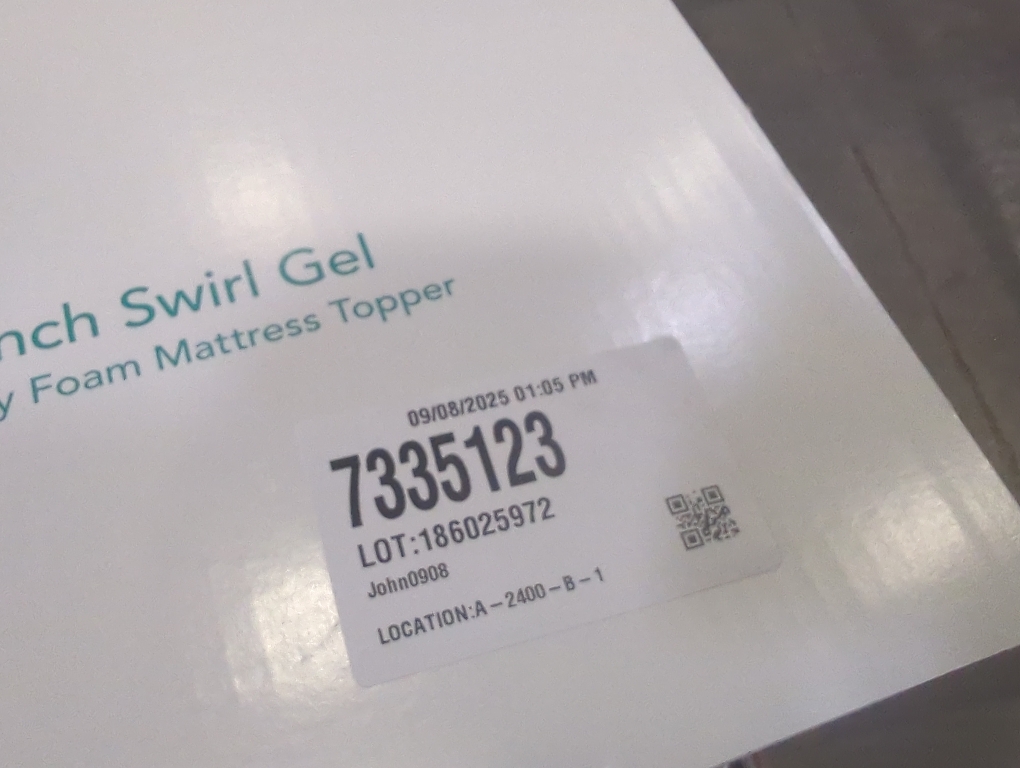 nch Swirl Gel
y Foam Mattress Topper
09/08/2025 01:05 PM
7335123
LOT:186025972
John0908
LOCATION:A-2400-B-1